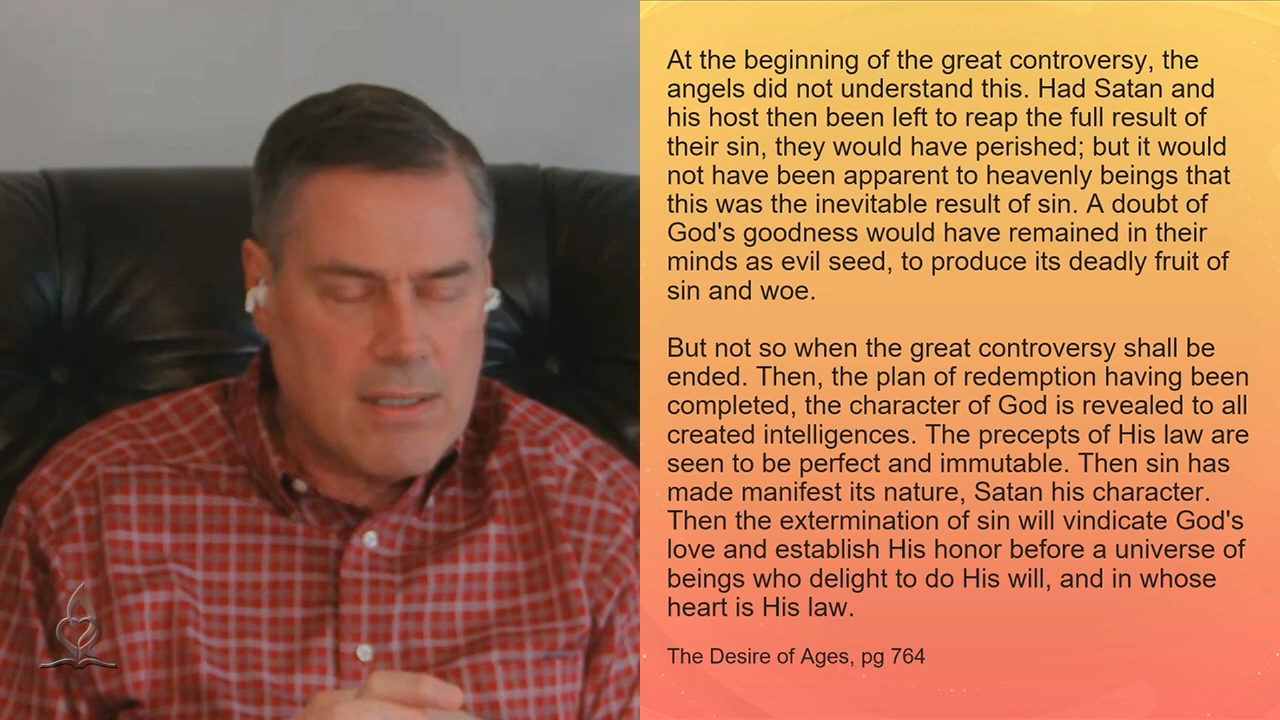 At the beginning of the great controversy, the
angels did not understand this. Had Satan and
his host then been left to reap the full result of
their sin, they would have perished; but it would
not have been apparent to heavenly beings that
this was the inevitable result of sin. A doubt of
God's goodness would have remained in their
minds as evil seed, to produce its deadly fruit of
sin and woe.
But not so when the great controversy shall be
ended. Then, the plan of redemption having been
completed, the character of God is revealed to all
created intelligences. The precepts of His law are
seen to be perfect and immutable. Then sin has
made manifest its nature, Satan his character.
Then the extermination of sin will vindicate God's
love and establish His honor before a universe of
beings who delight to do His will, and in whose
heart is His law.
The Desire of Ages, pg 764